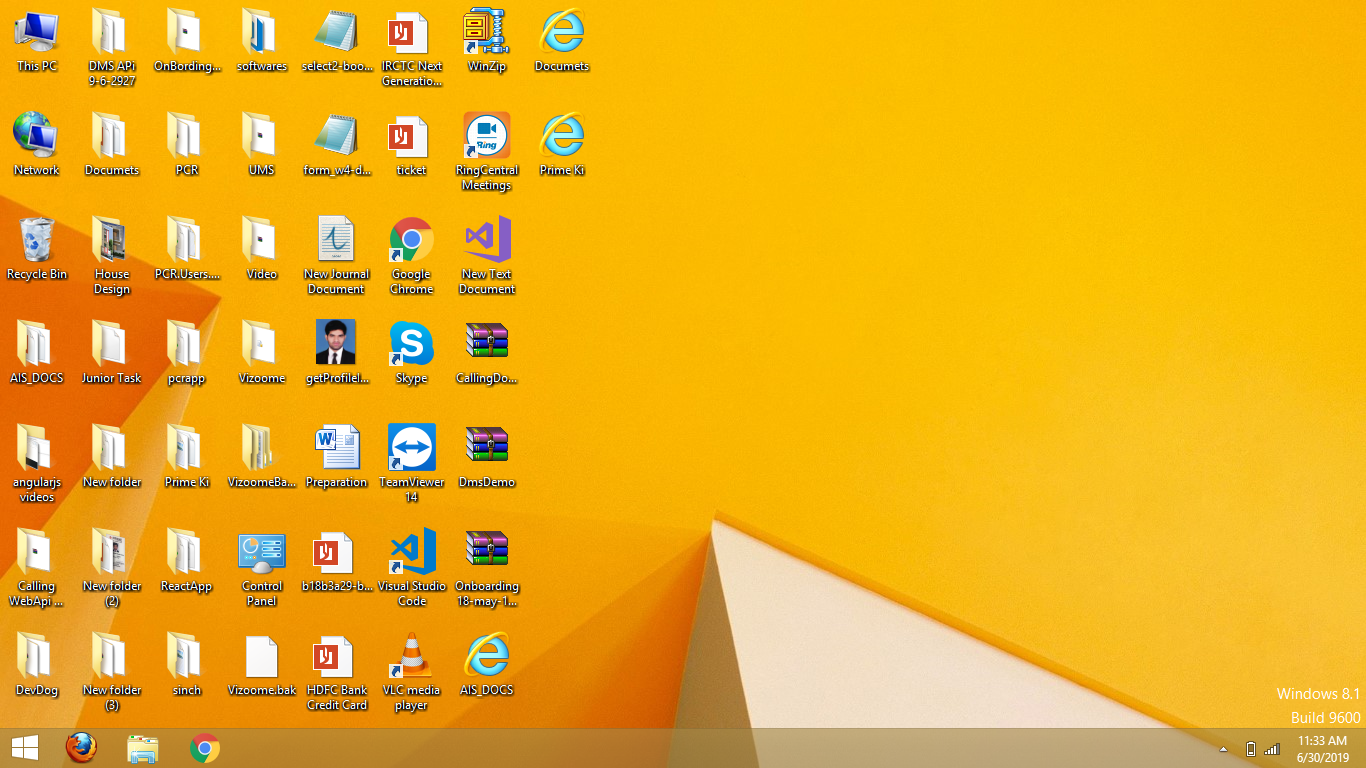 This PC
DMS APi
9-6-2927
OnBording...
softwares
select2-boo...
IRCTC Next
Generatio...
WinZip
Documets
Network
Documets
PCR
UMS
form_w4-d...
ticket
Ring
RingCentral
Meetings
Prime Ki
Recycle Bin
House
Design
PCR.Users....
Video
New Journal
Document
Google
Chrome
New Text
Document
AIS_DOCS
Junior Task
pcrapp
Vizoome
getProfileI...
Skype
CallingDo...
angularjs
videos
New folder
Prime Ki
VizoomeBa...
Preparation
TeamViewer
14
DmsDemo
Calling
WebApi ...
New folder
(2)
ReactApp
Control
Panel
b18b3a29-b...
Visual Studio
Code
Onboarding
18-may-1...
DevDog
New folder
(3)
sinch
Vizoome.bak
HDFC Bank
Credit Card
VLC media
player
AIS_DOCS
Windows 8.1
Build 9600
11:33 AM
6/30/2019